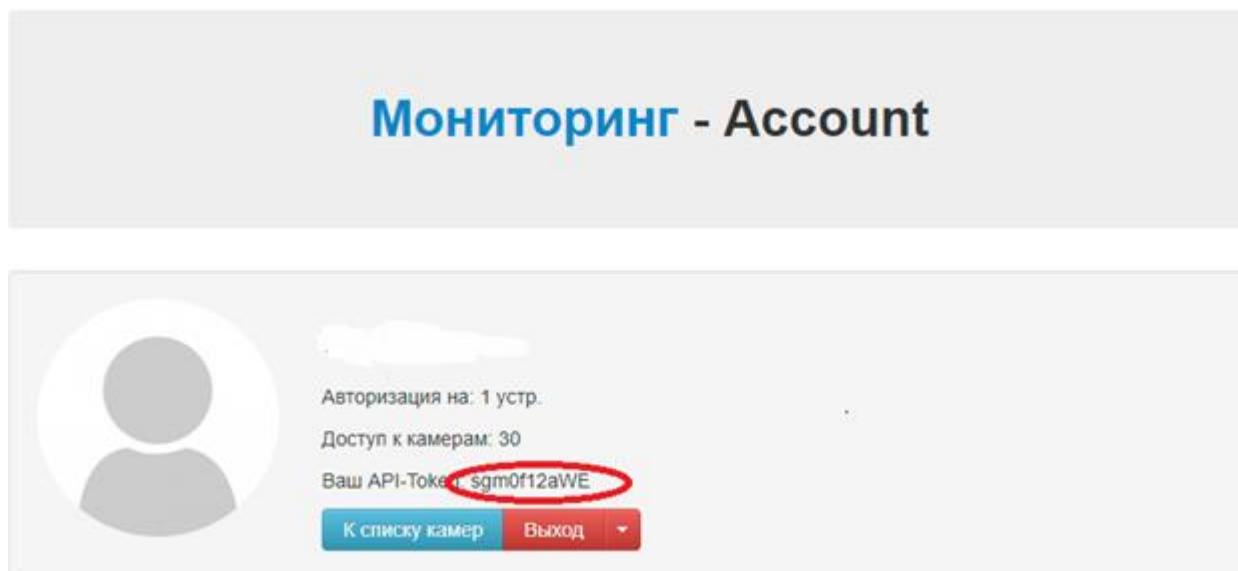 Мониторинг - Account
Авторизация на: 1 устр.
Доступ к камерам: 30
Ваш API-Token: sgm0f12aWE
К списку камер Выход